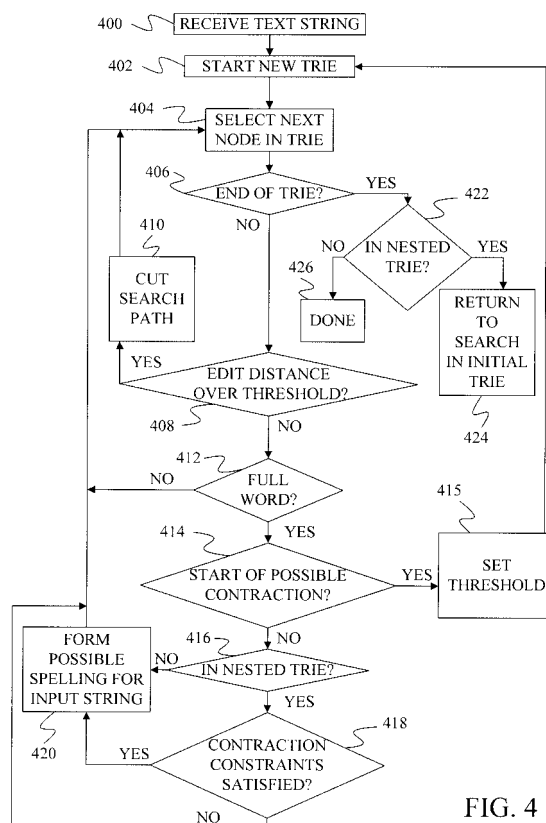 400
RECEIVE TEXT STRING
402
START NEW TRIE
404
SELECT NEXT
NODE IN TRIE
406
END OF TRIE?
YES
NO
422
IN NESTED
TRIE?
NO
YES
426
DONE
RETURN
TO
SEARCH
IN INITIAL
TRIE
424
410
CUT
SEARCH
PATH
YES
EDIT DISTANCE
OVER THRESHOLD?
408
NO
412
FULL
WORD?
NO
YES
414
START OF POSSIBLE
CONTRACTION?
YES
415
SET
THRESHOLD
NO
416
IN NESTED TRIE?
NO
YES
FORM
POSSIBLE
SPELLING FOR
INPUT STRING
420
418
CONTRACTION
CONSTRAINTS
SATISFIED?
YES
NO
FIG. 4